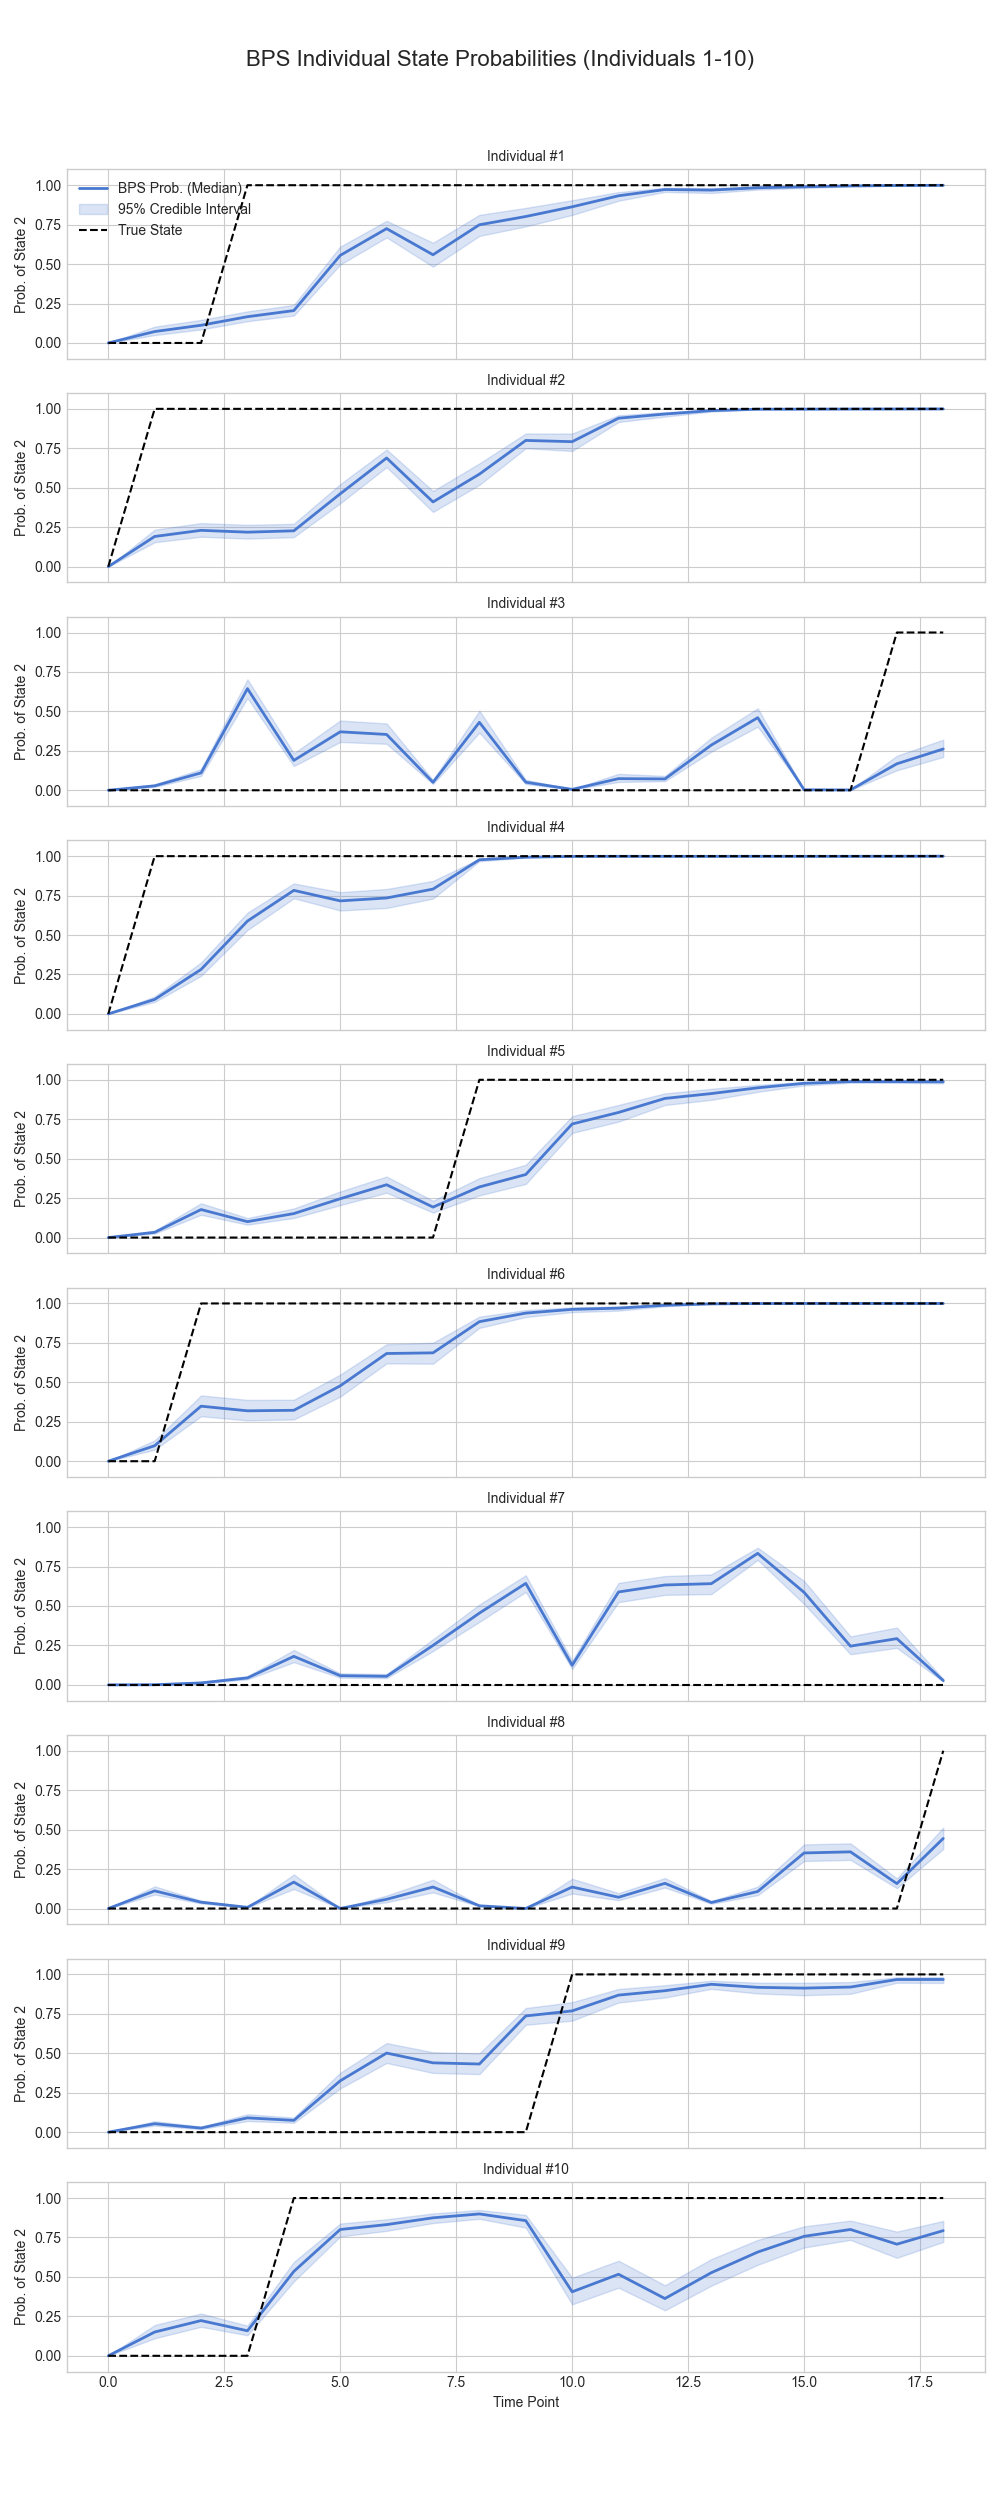 BPS Individual State Probabilities (Individuals 1-10)
Individual #1
Prob. of State 2
1.00
0.75
0.50
0.25
0.00
BPS Prob. (Median)
95% Credible Interval
True State
Individual #2
Prob. of State 2
1.00
0.75
0.50
0.25
0.00
Individual #3
Prob. of State 2
1.00
0.75
0.50
0.25
0.00
Individual #4
Prob. of State 2
1.00
0.75
0.50
0.25
0.00
Individual #5
Prob. of State 2
1.00
0.75
0.50
0.25
0.00
Individual #6
Prob. of State 2
1.00
0.75
0.50
0.25
0.00
Individual #7
Prob. of State 2
1.00
0.75
0.50
0.25
0.00
Individual #8
Prob. of State 2
1.00
0.75
0.50
0.25
0.00
Individual #9
Prob. of State 2
1.00
0.75
0.50
0.25
0.00
Individual #10
Prob. of State 2
1.00
0.75
0.50
0.25
0.00
0.0 2.5 5.0 7.5 10.0 12.5 15.0 17.5
Time Point